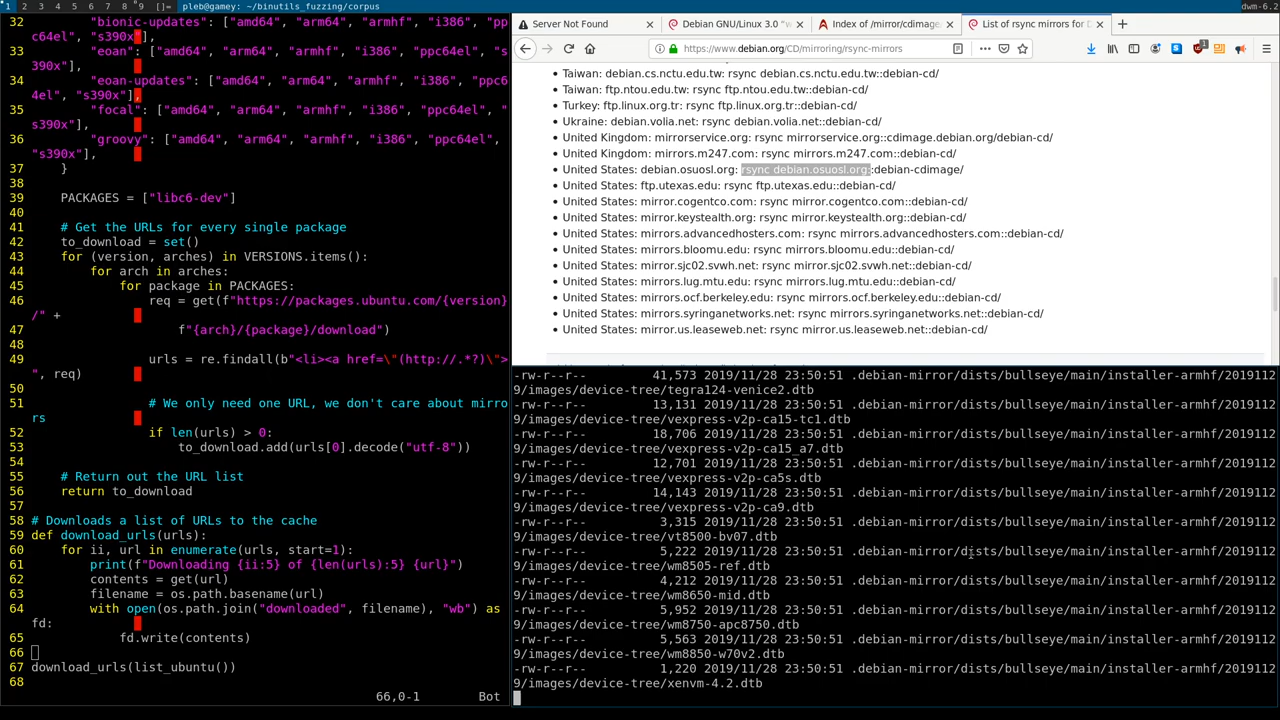 1 2 3 4 5 6 7 8 9 []= pleb@gamey: ~/binutils_fuzzing/corpus
dwm-6.2
32 "bionic-updates": ["amd64", "arm64", "armhf", "i386", "pp
c64el", "s390x"],
33 "eoan": ["amd64", "arm64", "armhf", "i386", "ppc64el", "s
390x"],
34 "eoan-updates": ["amd64", "arm64", "armhf", "i386", "ppc6
4el", "s390x"],
35 "focal": ["amd64", "arm64", "armhf", "i386", "ppc64el", "
s390x"],
36 "groovy": ["amd64", "arm64", "armhf", "i386", "ppc64el",
"s390x"],
37 }
38
39 PACKAGES = ["libc6-dev"]
40
41 # Get the URLs for every single package
42 to_download = set()
43 for (version, arches) in VERSIONS.items():
44 for arch in arches:
45 for package in PACKAGES:
46 req = get(f"https://packages.ubuntu.com/{version}
/" +
47 f"{arch}/{package}/download")
48
49 urls = re.findall(b"<li><a href=\"(http://.*?)\">
", req)
50
51 # We only need one URL, we don't care about mirro
rs
52 if len(urls) > 0:
53 to_download.add(urls[0].decode("utf-8"))
54
55 # Return out the URL list
56 return to_download
57
58 # Downloads a list of URLs to the cache
59 def download_urls(urls):
60 for ii, url in enumerate(urls, start=1):
61 print(f"Downloading {ii:5} of {len(urls):5} {url}")
62 contents = get(url)
63 filename = os.path.basename(url)
64 with open(os.path.join("downloaded", filename), "wb") as
fd:
65 fd.write(contents)
66
67 download_urls(list_ubuntu())
68
66,0-1 Bot
Server Not Found
Debian GNU/Linux 3.0 "w
Index of /mirror/cdimage
List of rsync mirrors for D
https://www.debian.org/CD/mirroring/rsync-mirrors
Taiwan: debian.cs.nctu.edu.tw: rsync debian.cs.nctu.edu.tw::debian-cd/
Taiwan: ftp.ntou.edu.tw: rsync ftp.ntou.edu.tw::debian-cd/
Turkey: ftp.linux.org.tr: rsync ftp.linux.org.tr::debian-cd/
Ukraine: debian.volia.net: rsync debian.volia.net::debian-cd/
United Kingdom: mirrorservice.org: rsync mirrorservice.org::cdimage.debian.org/debian-cd/
United Kingdom: mirrors.m247.com: rsync mirrors.m247.com::debian-cd/
United States: debian.osuosl.org: rsync debian.osuosl.org::debian-cdimage/
United States: ftp.utexas.edu: rsync ftp.utexas.edu::debian-cd/
United States: mirror.cogentco.com: rsync mirror.cogentco.com::debian-cd/
United States: mirror.keystealth.org: rsync mirror.keystealth.org::debian-cd/
United States: mirrors.advancedhosters.com: rsync mirrors.advancedhosters.com::debian-cd/
United States: mirrors.bloomu.edu: rsync mirrors.bloomu.edu::debian-cd/
United States: mirror.sjc02.svwh.net: rsync mirror.sjc02.svwh.net::debian-cd/
United States: mirrors.lug.mtu.edu: rsync mirrors.lug.mtu.edu::debian-cd/
United States: mirrors.ocf.berkeley.edu: rsync mirrors.ocf.berkeley.edu::debian-cd/
United States: mirrors.syringanetworks.net: rsync mirrors.syringanetworks.net::debian-cd/
United States: mirror.us.leaseweb.net: rsync mirror.us.leaseweb.net::debian-cd/
-rw-r--r-- 41,573 2019/11/28 23:50:51 .debian-mirror/dists/bullseye/main/installer-armhf/2019112
9/images/device-tree/tegra124-venice2.dtb
-rw-r--r-- 13,131 2019/11/28 23:50:51 .debian-mirror/dists/bullseye/main/installer-armhf/2019112
9/images/device-tree/vexpress-v2p-ca15-tc1.dtb
-rw-r--r-- 18,706 2019/11/28 23:50:51 .debian-mirror/dists/bullseye/main/installer-armhf/2019112
9/images/device-tree/vexpress-v2p-ca15_a7.dtb
-rw-r--r-- 12,701 2019/11/28 23:50:51 .debian-mirror/dists/bullseye/main/installer-armhf/2019112
9/images/device-tree/vexpress-v2p-ca5s.dtb
-rw-r--r-- 14,143 2019/11/28 23:50:51 .debian-mirror/dists/bullseye/main/installer-armhf/2019112
9/images/device-tree/vexpress-v2p-ca9.dtb
-rw-r--r-- 3,315 2019/11/28 23:50:51 .debian-mirror/dists/bullseye/main/installer-armhf/2019112
9/images/device-tree/vt8500-bv07.dtb
-rw-r--r-- 5,222 2019/11/28 23:50:51 .debian-mirror/dists/bullseye/main/installer-armhf/2019112
9/images/device-tree/wm8505-ref.dtb
-rw-r--r-- 4,212 2019/11/28 23:50:51 .debian-mirror/dists/bullseye/main/installer-armhf/2019112
9/images/device-tree/wm8650-mid.dtb
-rw-r--r-- 5,952 2019/11/28 23:50:51 .debian-mirror/dists/bullseye/main/installer-armhf/2019112
9/images/device-tree/wm8750-apc8750.dtb
-rw-r--r-- 5,563 2019/11/28 23:50:51 .debian-mirror/dists/bullseye/main/installer-armhf/2019112
9/images/device-tree/wm8850-w70v2.dtb
-rw-r--r-- 1,220 2019/11/28 23:50:51 .debian-mirror/dists/bullseye/main/installer-armhf/2019112
9/images/device-tree/xenvm-4.2.dtb